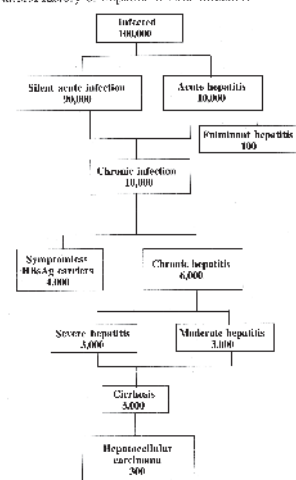 Infected
100,000
Silent acute infection
90,000
Acute hepatitis
10,000
Fulminant hepatitis
100
Chronic infection
10,000
Symptomless
HBsAg carriers
4,000
Chronic hepatitis
6,000
Severe hepatitis
3,000
Moderate hepatitis
3,000
Cirrhosis
3,000
Hepatocellular
carcinoma
300